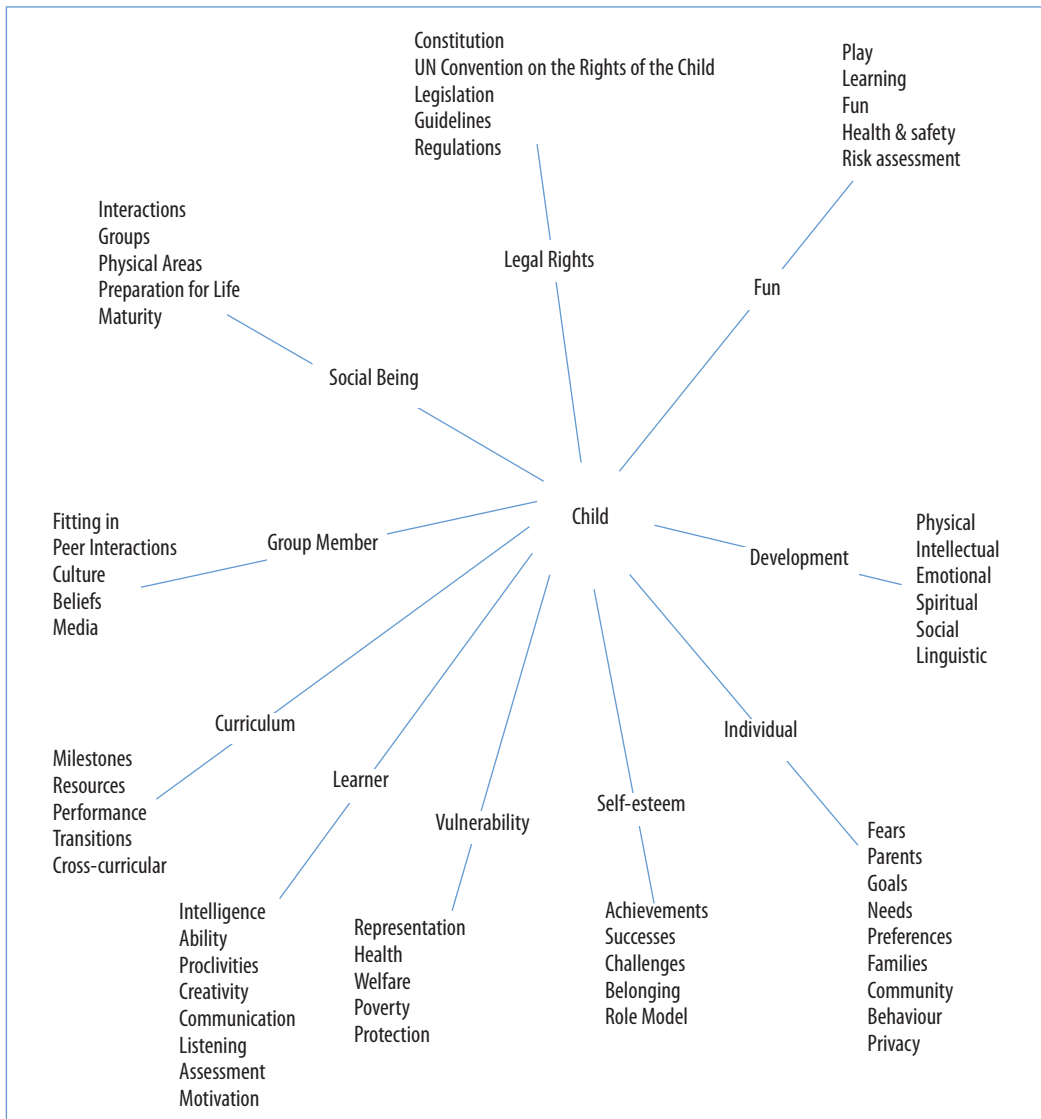 Constitution
UN Convention on the Rights of the Child
Legislation
Guidelines
Regulations
Legal Rights
Play
Learning
Fun
Health & safety
Risk assessment
Fun
Interactions
Groups
Physical Areas
Preparation for Life
Maturity
Social Being
Child
Fitting in
Peer Interactions
Culture
Beliefs
Media
Group Member
Development
Physical
Intellectual
Emotional
Spiritual
Social
Linguistic
Curriculum
Milestones
Resources
Performance
Transitions
Cross-curricular
Learner
Intelligence
Ability
Proclivities
Creativity
Communication
Listening
Assessment
Motivation
Vulnerability
Representation
Health
Welfare
Poverty
Protection
Self-esteem
Achievements
Successes
Challenges
Belonging
Role Model
Individual
Fears
Parents
Goals
Needs
Preferences
Families
Community
Behaviour
Privacy